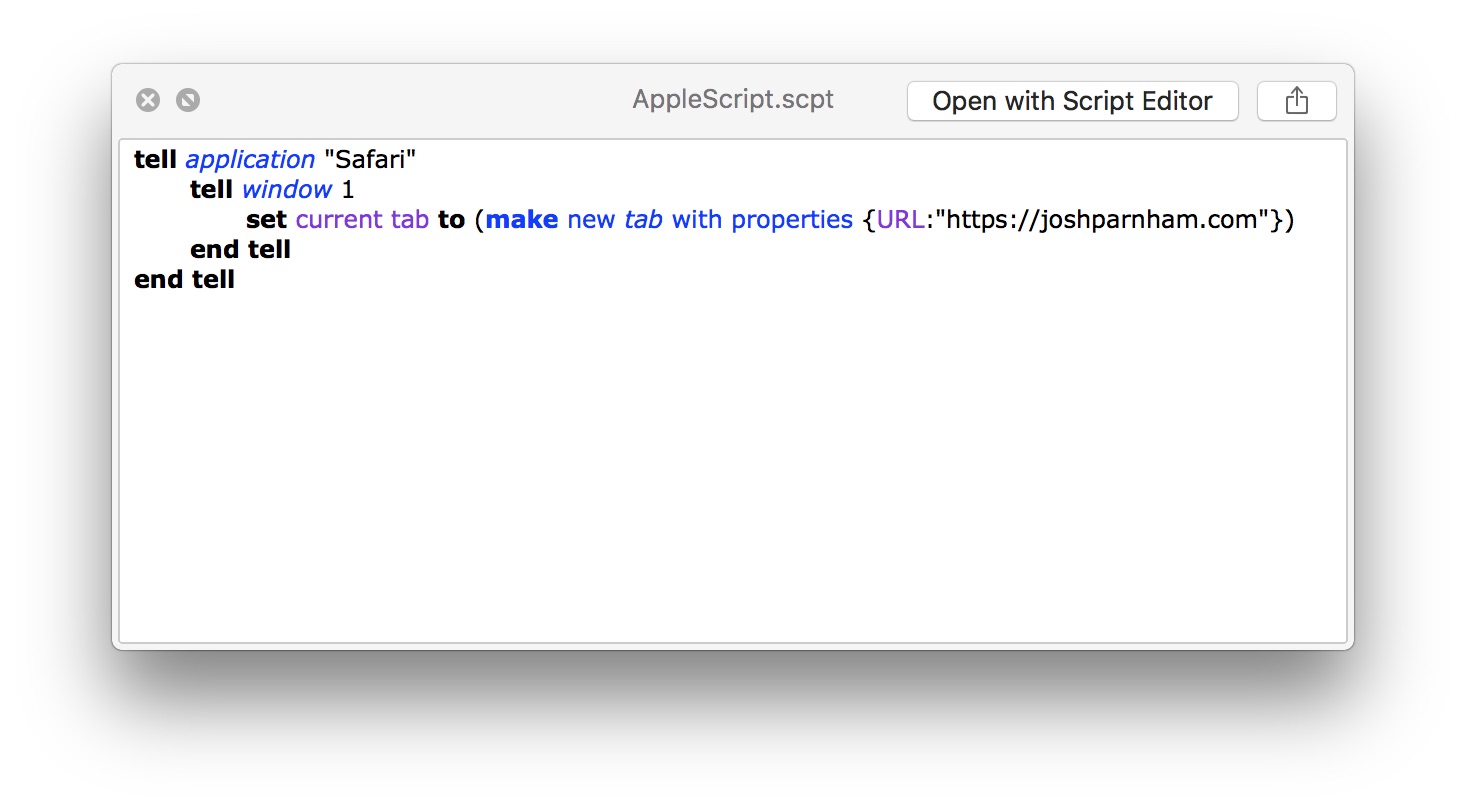 AppleScript.scpt Open with Script Editor
tell application "Safari"
tell window 1
set current tab to (make new tab with properties {URL:"https://joshparnham.com"})
end tell
end tell